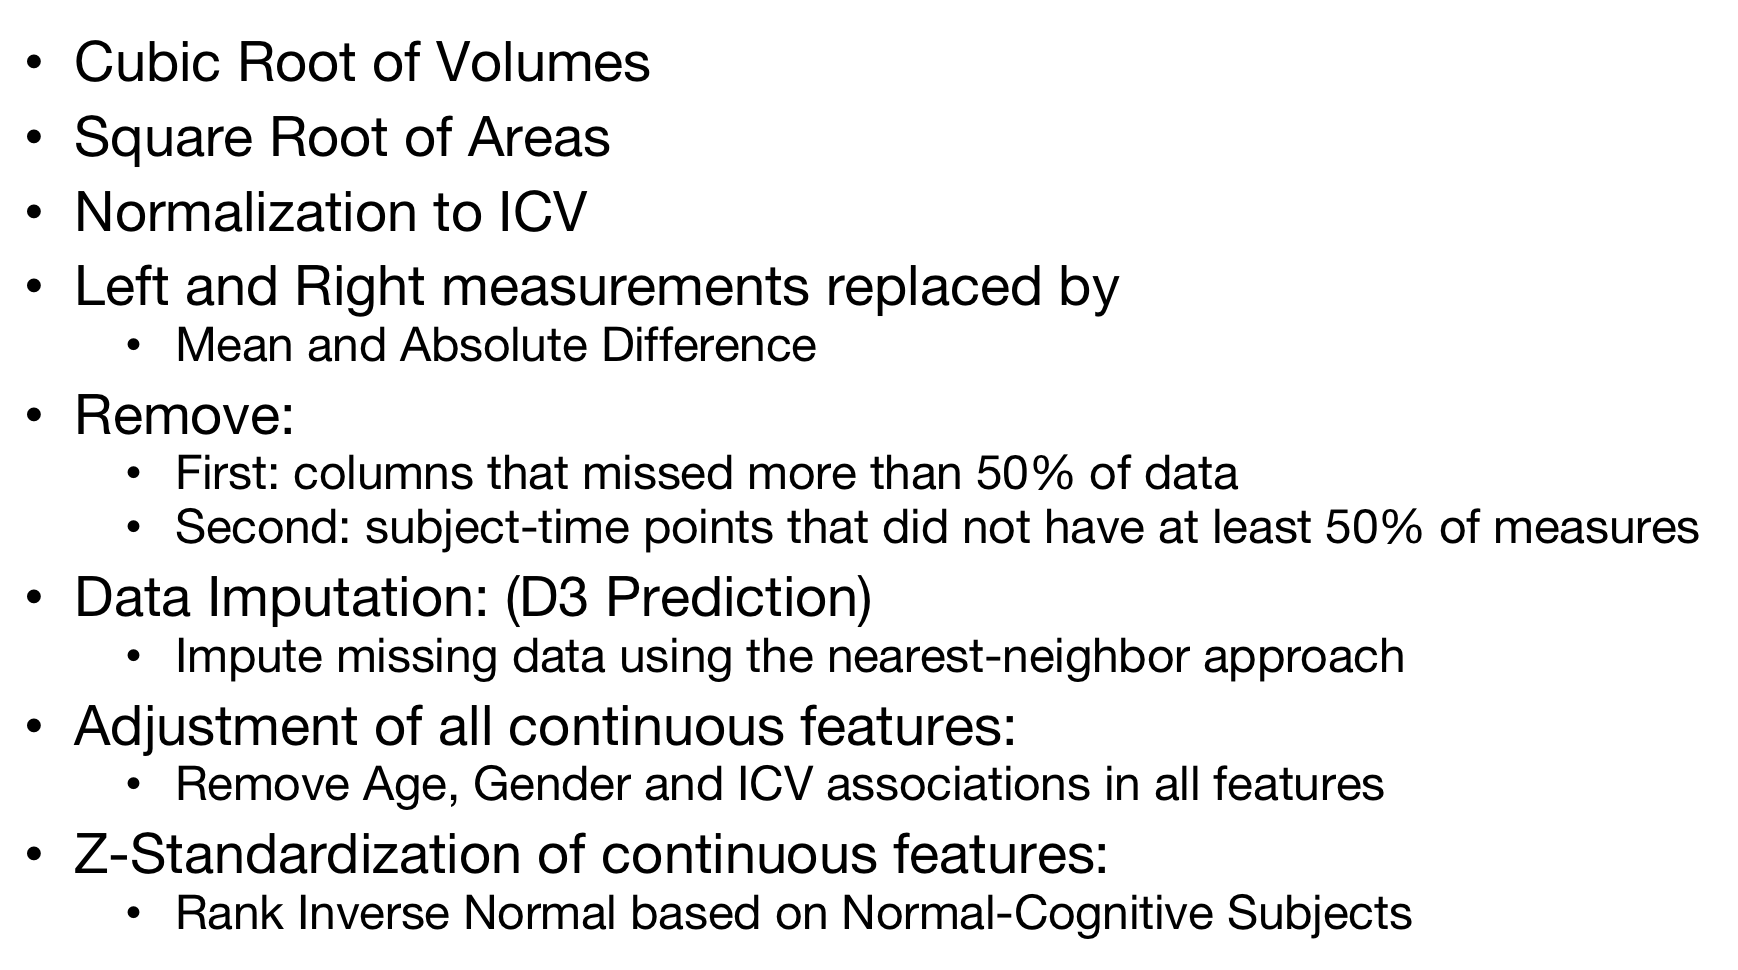 • Cubic Root of Volumes
• Square Root of Areas
• Normalization to ICV
• Left and Right measurements replaced by
• Mean and Absolute Difference
• Remove:
• First: columns that missed more than 50% of data
• Second: subject-time points that did not have at least 50% of measures
• Data Imputation: (D3 Prediction)
• Impute missing data using the nearest-neighbor approach
• Adjustment of all continuous features:
• Remove Age, Gender and ICV associations in all features
• Z-Standardization of continuous features:
• Rank Inverse Normal based on Normal-Cognitive Subjects